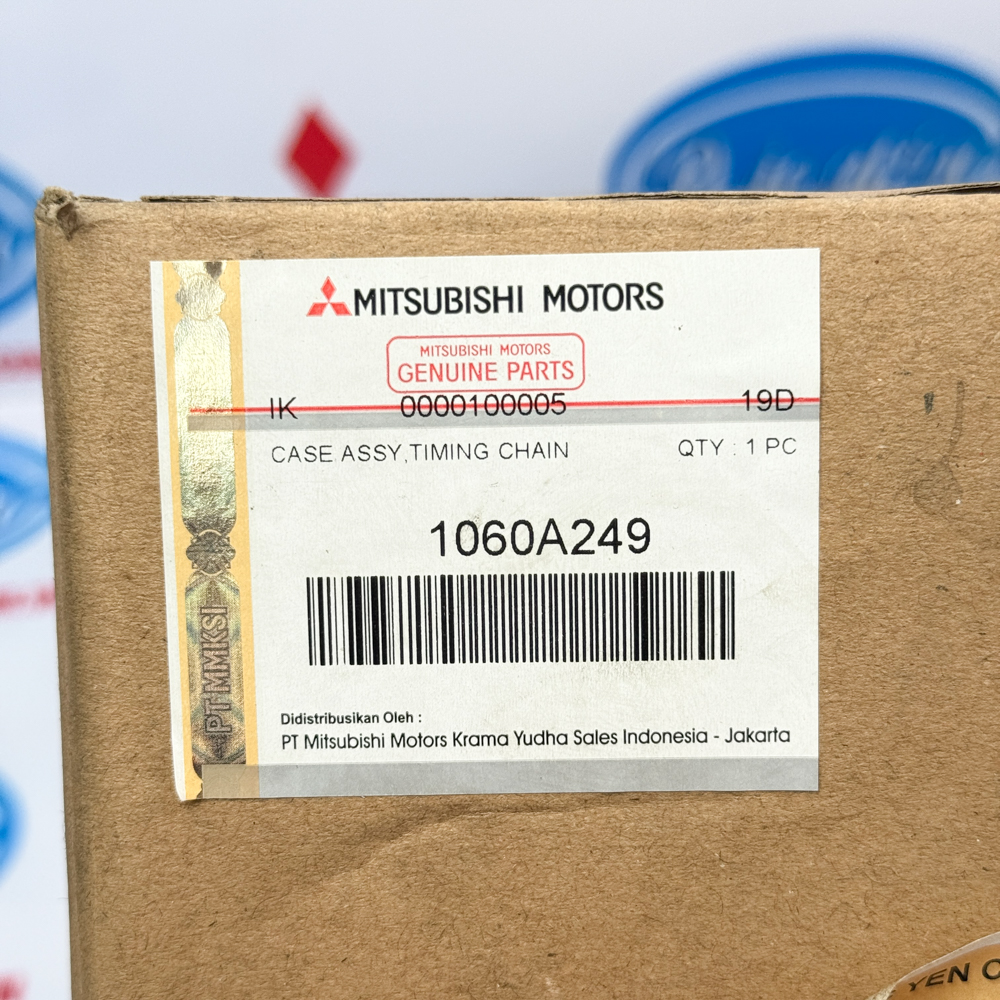 MITSUBISHI MOTORS
MITSUBISHI MOTORS
GENUINE PARTS
IK 0000100005 19D
CASE ASSY,TIMING CHAIN QTY : 1 PC
1060A249
PT MMKSI
Didistribusikan Oleh :
PT Mitsubishi Motors Krama Yudha Sales Indonesia - Jakarta
YEN